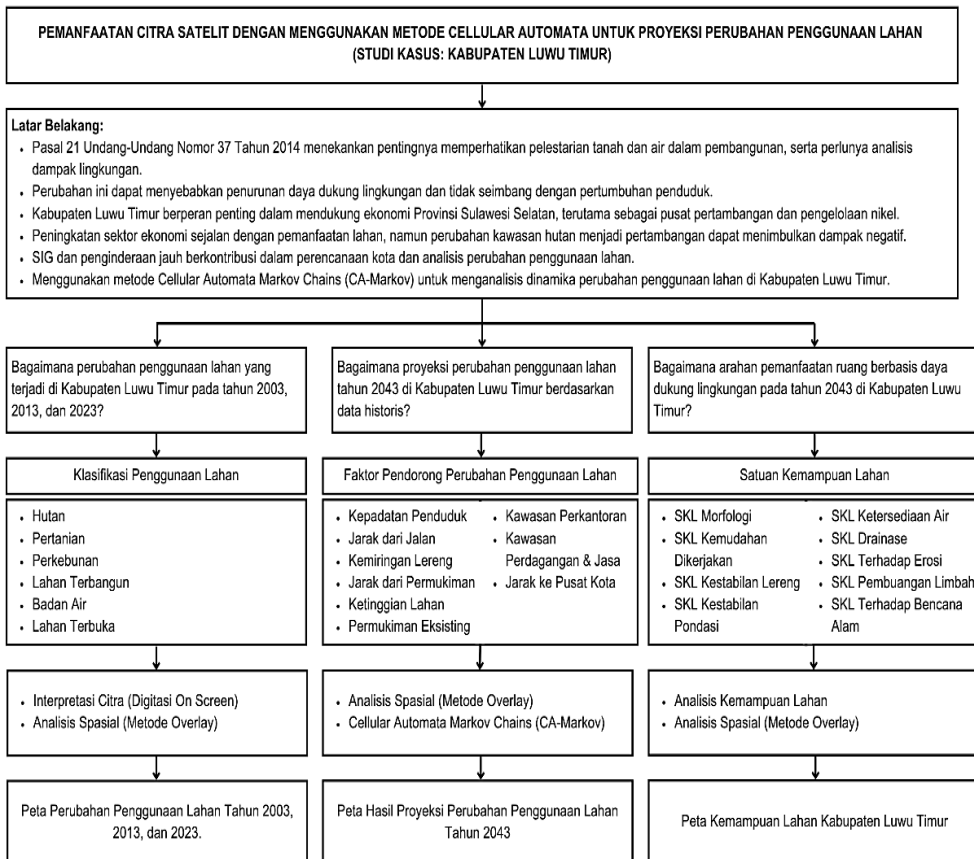 PEMANFAATAN CITRA SATELIT DENGAN MENGGUNAKAN METODE CELLULAR AUTOMATA UNTUK PROYEKSI PERUBAHAN PENGGUNAAN LAHAN
(STUDI KASUS: KABUPATEN LUWU TIMUR)
Latar Belakang:
• Pasal 21 Undang-Undang Nomor 37 Tahun 2014 menekankan pentingnya memperhatikan pelestarian tanah dan air dalam pembangunan, serta perlunya analisis
dampak lingkungan.
• Perubahan ini dapat menyebabkan penurunan daya dukung lingkungan dan tidak seimbang dengan pertumbuhan penduduk.
• Kabupaten Luwu Timur berperan penting dalam mendukung ekonomi Provinsi Sulawesi Selatan, terutama sebagai pusat pertambangan dan pengelolaan nikel.
• Peningkatan sektor ekonomi sejalan dengan pemanfaatan lahan, namun perubahan kawasan hutan menjadi pertambangan dapat menimbulkan dampak negatif.
• SIG dan penginderaan jauh berkontribusi dalam perencanaan kota dan analisis perubahan penggunaan lahan.
• Menggunakan metode Cellular Automata Markov Chains (CA-Markov) untuk menganalisis dinamika perubahan penggunaan lahan di Kabupaten Luwu Timur.
Bagaimana perubahan penggunaan lahan yang
terjadi di Kabupaten Luwu Timur pada tahun 2003,
2013, dan 2023?
Bagaimana proyeksi perubahan penggunaan lahan
tahun 2043 di Kabupaten Luwu Timur berdasarkan
data historis?
Bagaimana arahan pemanfaatan ruang berbasis daya
dukung lingkungan pada tahun 2043 di Kabupaten Luwu
Timur?
Klasifikasi Penggunaan Lahan
Faktor Pendorong Perubahan Penggunaan Lahan
Satuan Kemampuan Lahan
• Hutan
• Pertanian
• Perkebunan
• Lahan Terbangun
• Badan Air
• Lahan Terbuka
• Kepadatan Penduduk
• Jarak dari Jalan
• Kemiringan Lereng
• Jarak dari Permukiman
• Ketinggian Lahan
• Permukiman Eksisting
• Kawasan Perkantoran
• Kawasan
Perdagangan & Jasa
• Jarak ke Pusat Kota
• SKL Morfologi
• SKL Kemudahan
Dikerjakan
• SKL Kestabilan Lereng
• SKL Kestabilan
Pondasi
• SKL Ketersediaan Air
• SKL Drainase
• SKL Terhadap Erosi
• SKL Pembuangan Limbah
• SKL Terhadap Bencana
Alam
• Interpretasi Citra (Digitasi On Screen)
• Analisis Spasial (Metode Overlay)
• Analisis Spasial (Metode Overlay)
• Cellular Automata Markov Chains (CA-Markov)
• Analisis Kemampuan Lahan
• Analisis Spasial (Metode Overlay)
Peta Perubahan Penggunaan Lahan Tahun 2003,
2013, dan 2023.
Peta Hasil Proyeksi Perubahan Penggunaan Lahan
Tahun 2043
Peta Kemampuan Lahan Kabupaten Luwu Timur